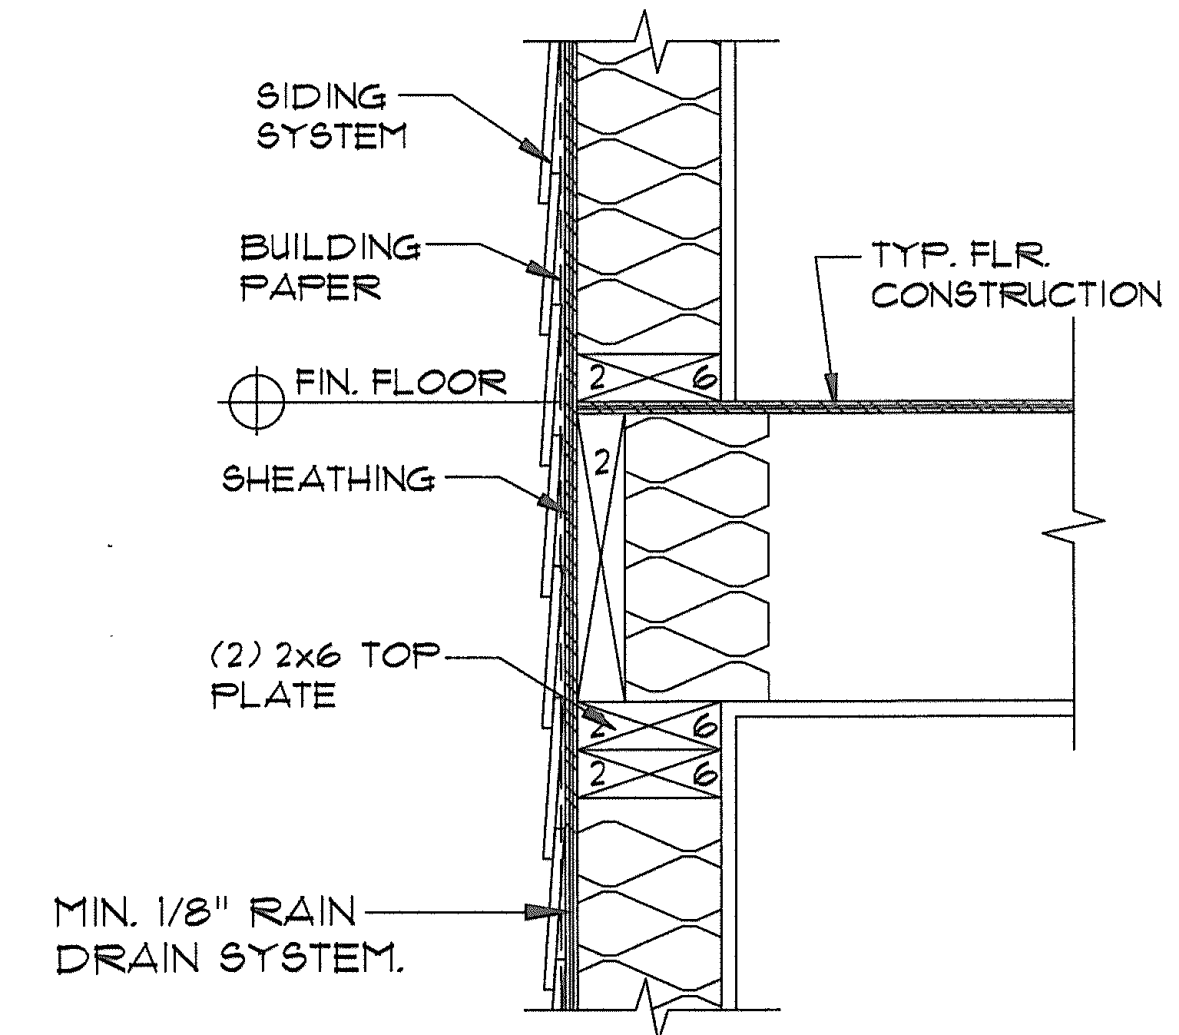 SIDING
SYSTEM
BUILDING
PAPER
TYP. FLR.
CONSTRUCTION
FIN. FLOOR
2 6
SHEATHING
2
(2) 2x6 TOP
PLATE
2 6
2 6
MIN. 1/8" RAIN
DRAIN SYSTEM.